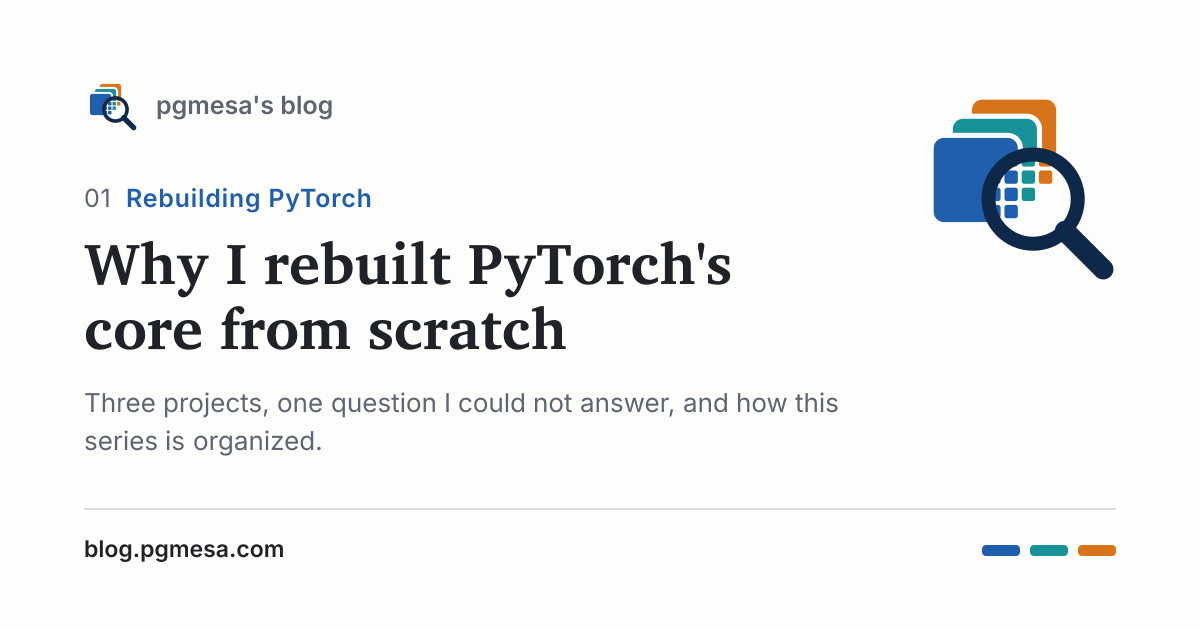 pgmesa's blog
01 Rebuilding PyTorch
Why I rebuilt PyTorch's
core from scratch
Three projects, one question I could not answer, and how this
series is organized.
blog.pgmesa.com